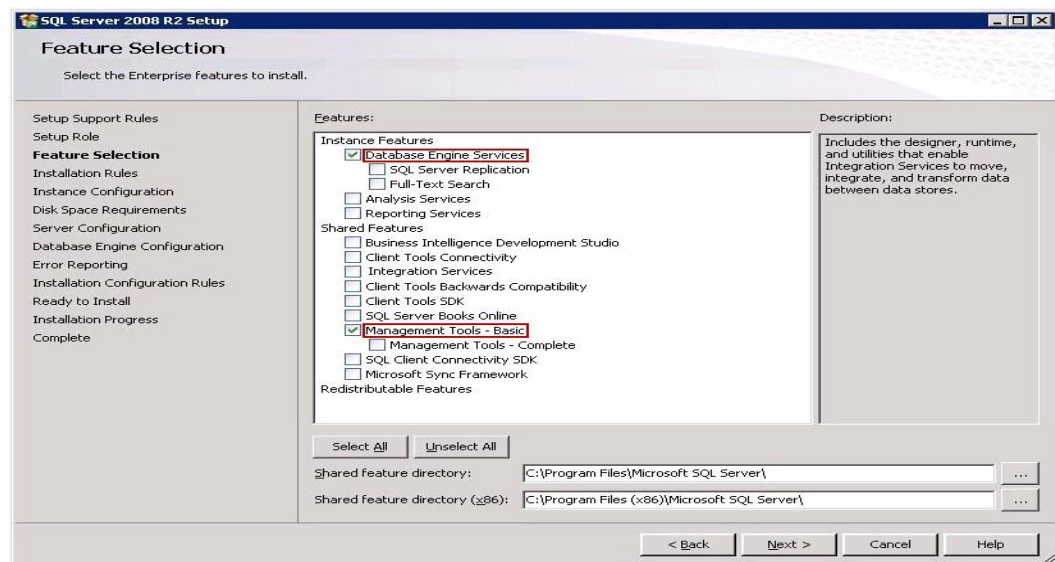 SQL Server 2008 R2 Setup
Feature Selection
Select the Enterprise features to install.
Setup Support Rules
Setup Role
Feature Selection
Installation Rules
Instance Configuration
Disk Space Requirements
Server Configuration
Database Engine Configuration
Error Reporting
Installation Configuration Rules
Ready to Install
Installation Progress
Complete
Features:
Instance Features
Database Engine Services
SQL Server Replication
Full-Text Search
Analysis Services
Reporting Services
Shared Features
Business Intelligence Development Studio
Client Tools Connectivity
Integration Services
Client Tools Backwards Compatibility
Client Tools SDK
SQL Server Books Online
Management Tools - Basic
Management Tools - Complete
SQL Client Connectivity SDK
Microsoft Sync Framework
Redistributable Features
Description:
Includes the designer, runtime,
and utilities that enable
Integration Services to move,
integrate, and transform data
between data stores.
Select All
Unselect All
Shared feature directory:
C:\Program Files\Microsoft SQL Server\
...
Shared feature directory (x86):
C:\Program Files (x86)\Microsoft SQL Server\
...
< Back
Next >
Cancel
Help